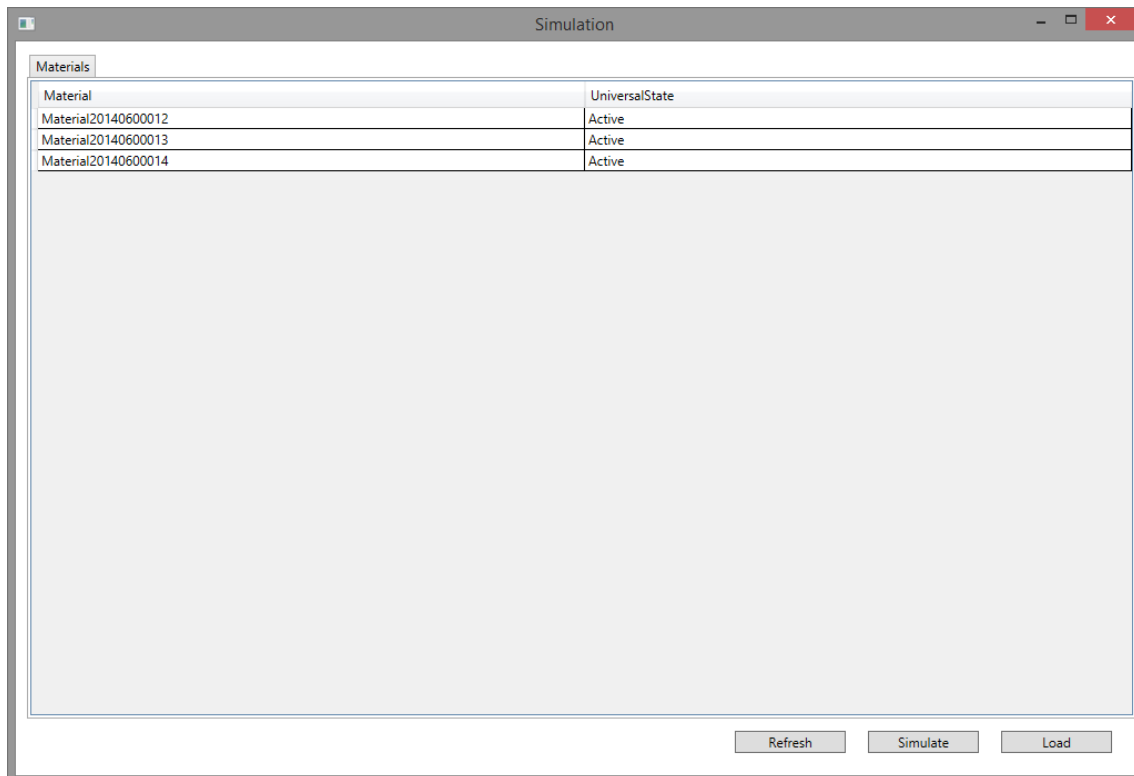 Simulation
Materials
Material UniversalState
Material20140600012 Active
Material20140600013 Active
Material20140600014 Active
Refresh Simulate Load